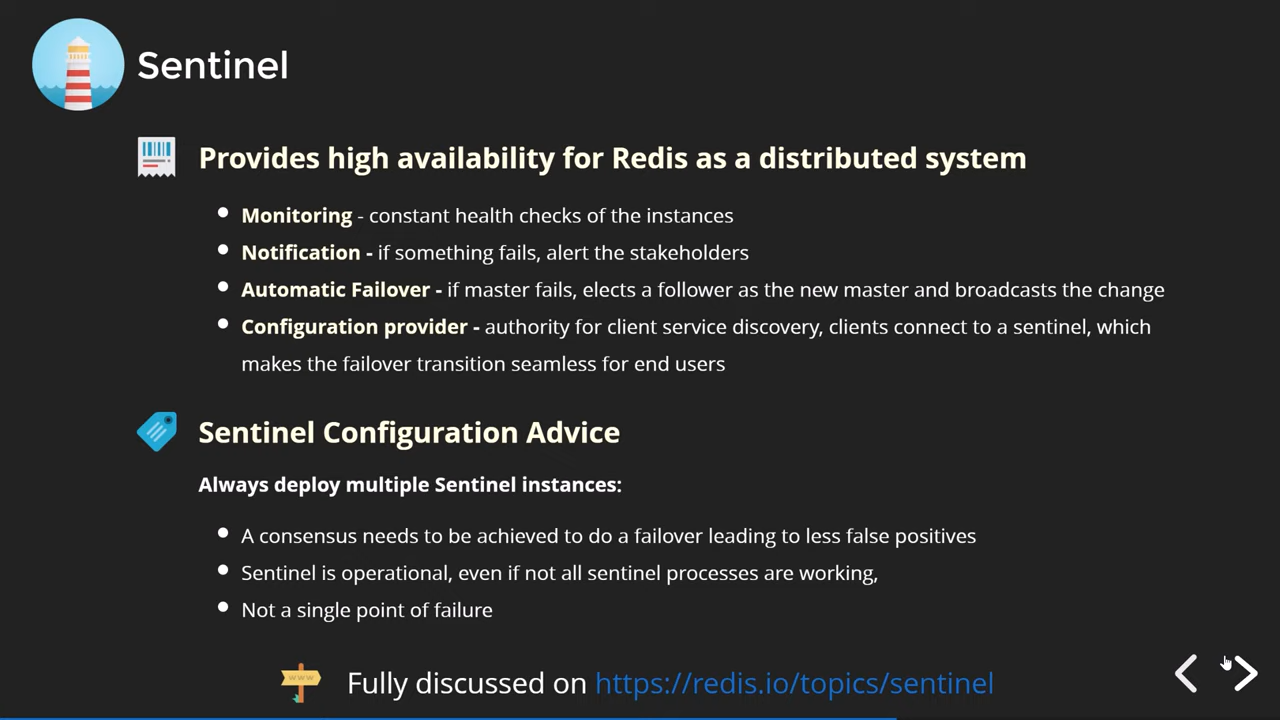 Sentinel
Provides high availability for Redis as a distributed system
Monitoring - constant health checks of the instances
Notification - if something fails, alert the stakeholders
Automatic Failover - if master fails, elects a follower as the new master and broadcasts the change
Configuration provider - authority for client service discovery, clients connect to a sentinel, which
makes the failover transition seamless for end users
Sentinel Configuration Advice
Always deploy multiple Sentinel instances:
A consensus needs to be achieved to do a failover leading to less false positives
Sentinel is operational, even if not all sentinel processes are working,
Not a single point of failure
www
Fully discussed on https://redis.io/topics/sentinel